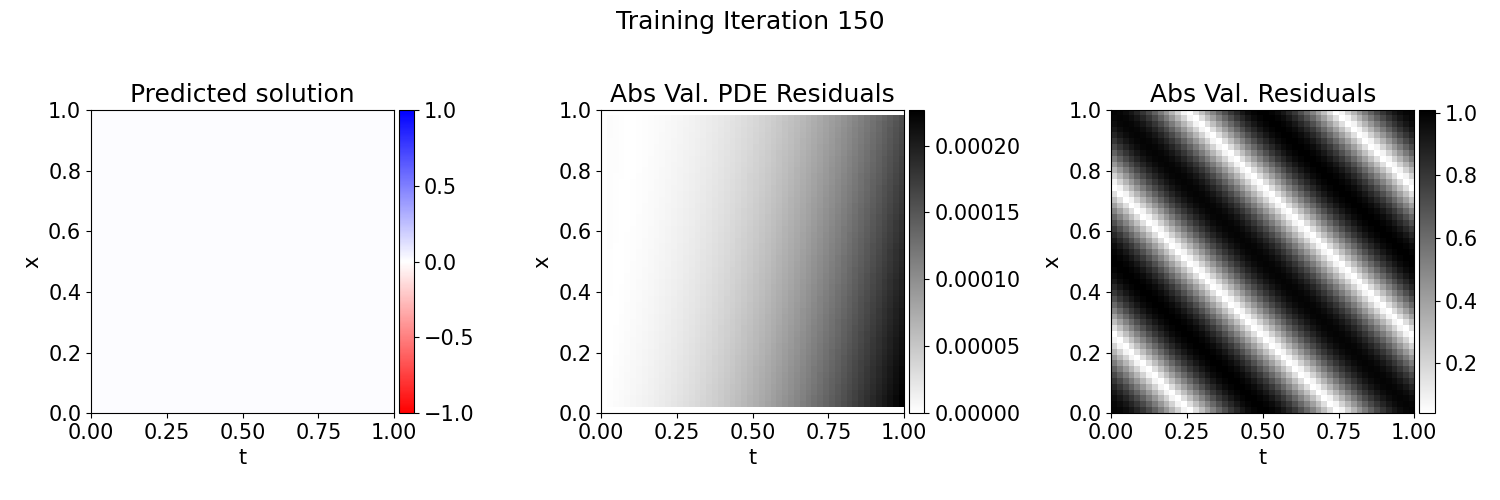 Training Iteration 150
Predicted solution
1.0
0.8
0.6
0.4
0.2
0.0
x
0.00 0.25 0.50 0.75 1.00
t
1.0
0.5
0.0
−0.5
−1.0
Abs Val. PDE Residuals
1.0
0.8
0.6
0.4
0.2
0.0
x
0.00 0.25 0.50 0.75 1.00
t
0.00020
0.00015
0.00010
0.00005
0.00000
Abs Val. Residuals
1.0
0.8
0.6
0.4
0.2
0.0
x
0.00 0.25 0.50 0.75 1.00
t
1.0
0.8
0.6
0.4
0.2